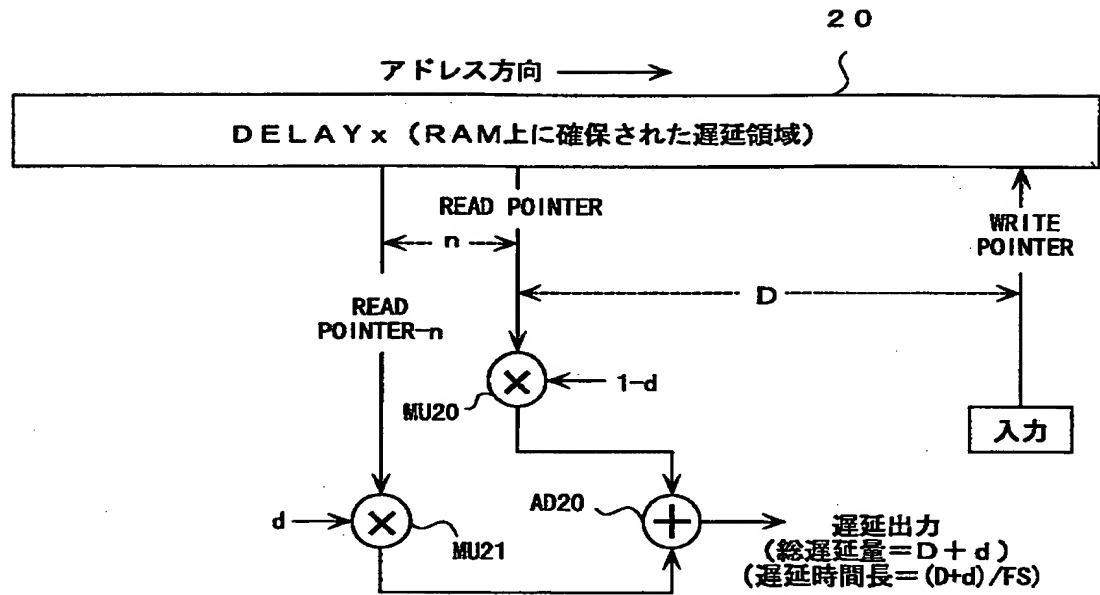 ２０
アドレス方向
ＤＥＬＡＹｘ（ＲＡＭ上に確保された遅延領域）
READ POINTER
WRITE
POINTER
n
D
READ
POINTER-n
1-d
MU20
入力
d
MU21
AD20
遅延出力
(総遅延量＝Ｄ＋ｄ)
(遅延時間長＝(D+d)/FS)